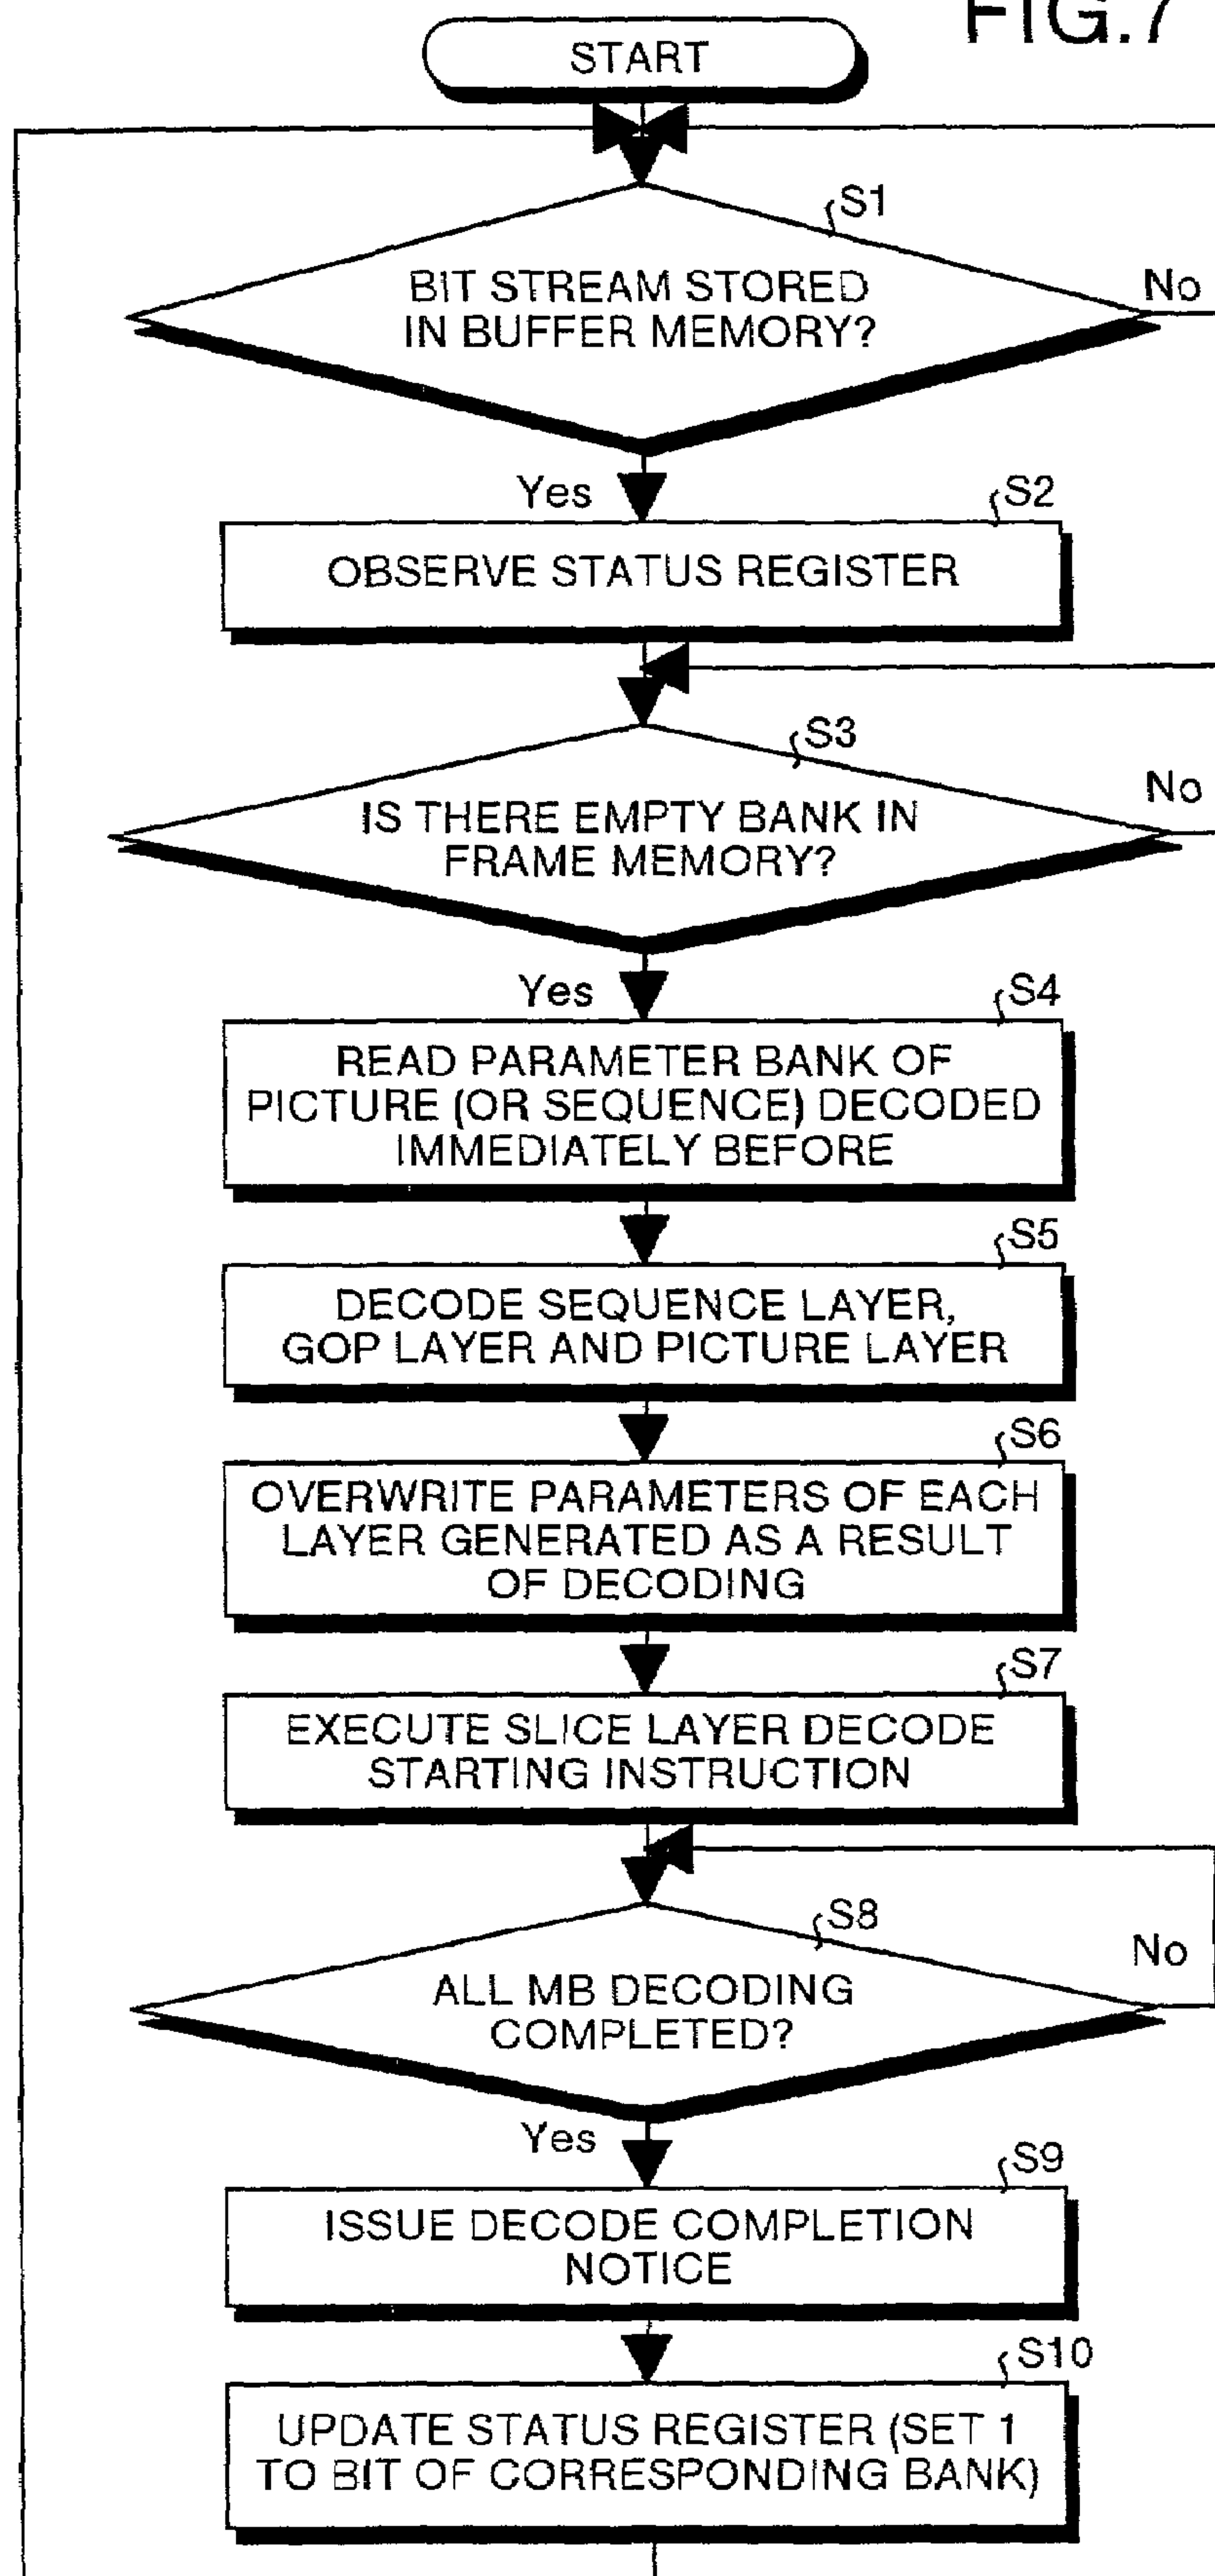 FIG.7
START
S1
BIT STREAM STORED
IN BUFFER MEMORY?
No
Yes
S2
OBSERVE STATUS REGISTER
S3
IS THERE EMPTY BANK IN
FRAME MEMORY?
No
Yes
S4
READ PARAMETER BANK OF
PICTURE (OR SEQUENCE) DECODED
IMMEDIATELY BEFORE
S5
DECODE SEQUENCE LAYER,
GOP LAYER AND PICTURE LAYER
S6
OVERWRITE PARAMETERS OF EACH
LAYER GENERATED AS A RESULT
OF DECODING
S7
EXECUTE SLICE LAYER DECODE
STARTING INSTRUCTION
S8
ALL MB DECODING
COMPLETED?
No
Yes
S9
ISSUE DECODE COMPLETION
NOTICE
S10
UPDATE STATUS REGISTER (SET 1
TO BIT OF CORRESPONDING BANK)